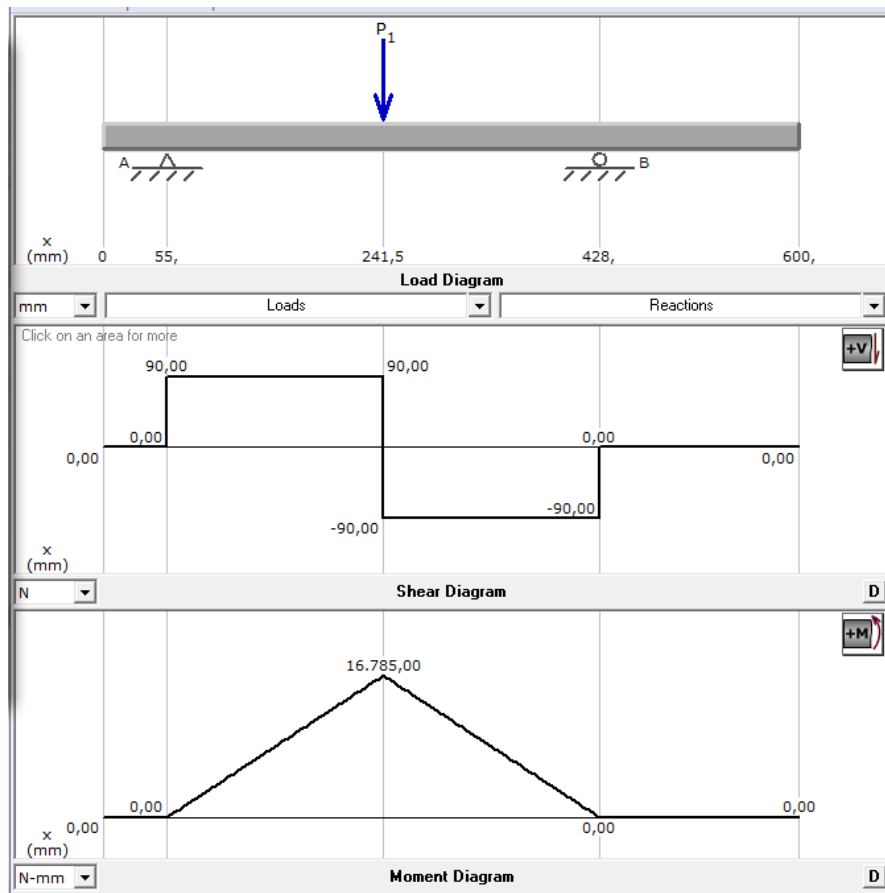 P1
A
B
x
(mm)
0
55,
241,5
428,
600,
Load Diagram
mm
Loads
Reactions
Click on an area for more
+V
90,00
90,00
0,00
0,00
0,00
0,00
-90,00
-90,00
x
(mm)
N
Shear Diagram
D
+M
16.785,00
0,00
0,00
0,00
0,00
x
(mm)
N-mm
Moment Diagram
D